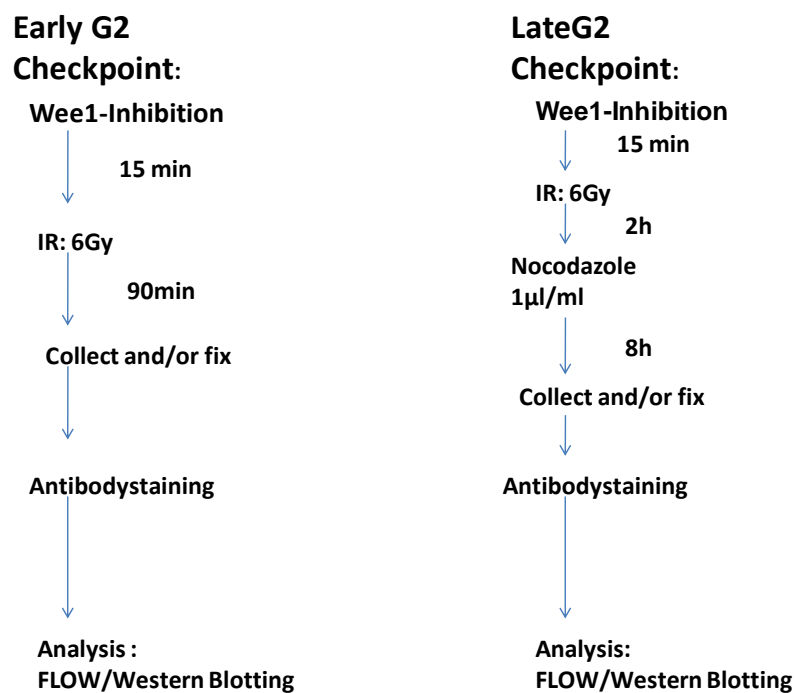 Early G2
Checkpoint:
Wee1-Inhibition
15 min
IR: 6Gy
90min
Collect and/or fix
Antibodystaining
Analysis :
FLOW/Western Blotting
LateG2
Checkpoint:
Wee1-Inhibition
15 min
IR: 6Gy
2h
Nocodazole
1µl/ml
8h
Collect and/or fix
Antibodystaining
Analysis:
FLOW/Western Blotting